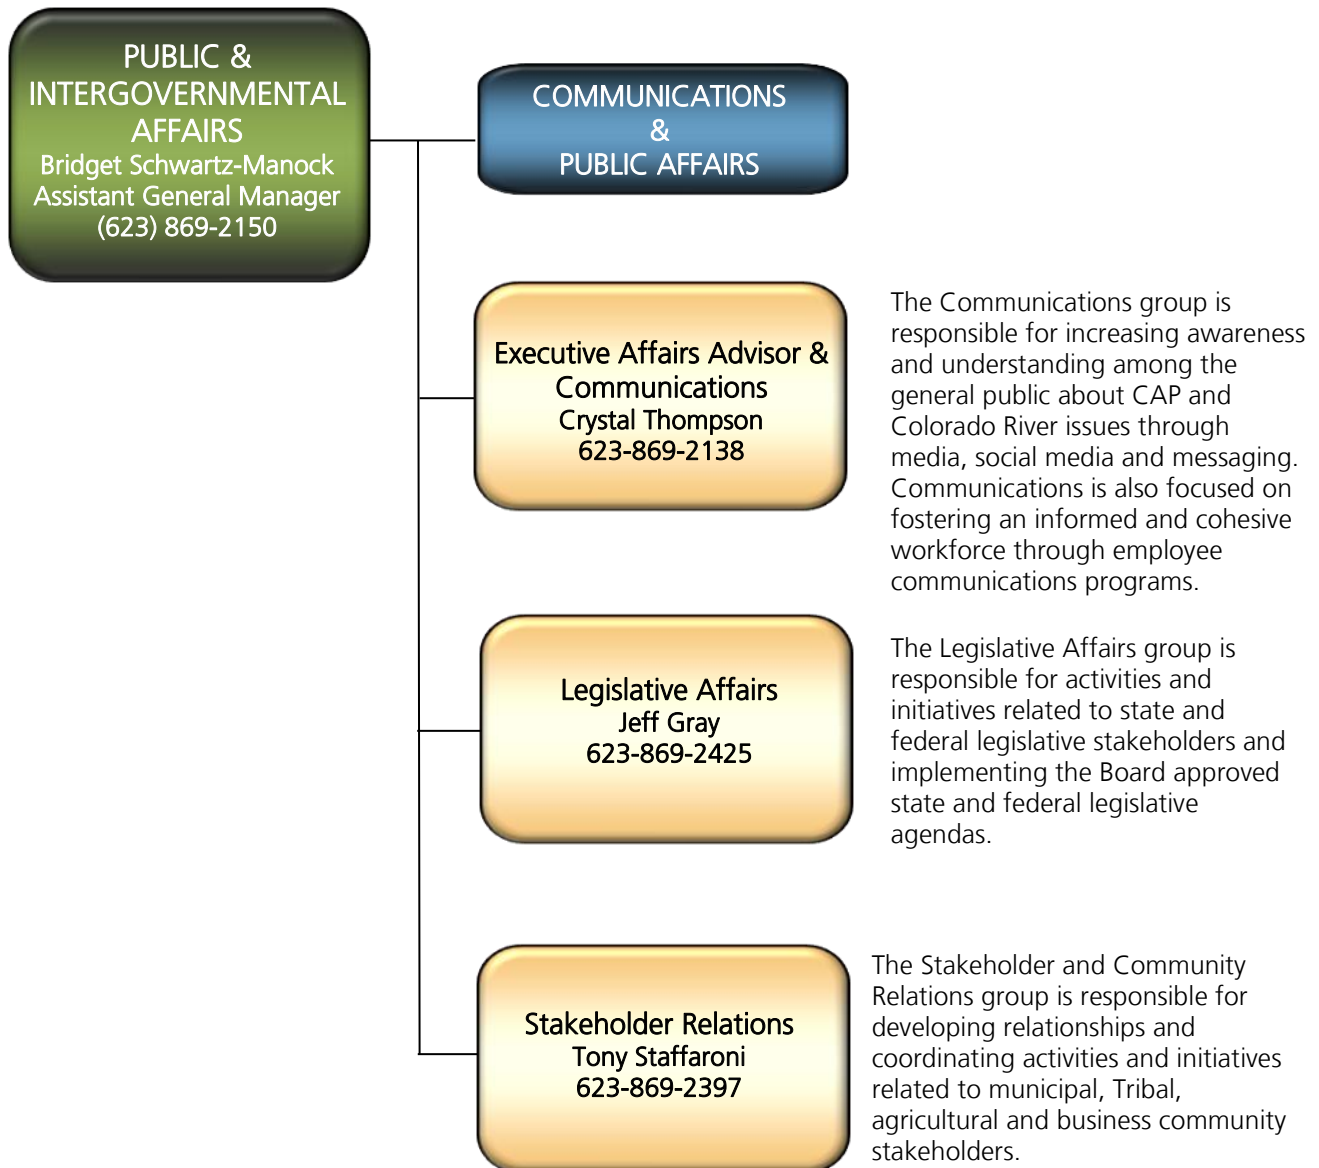 PUBLIC &
INTERGOVERNMENTAL
AFFAIRS
Bridget Schwartz-Manock
Assistant General Manager
(623) 869-2150
COMMUNICATIONS
&
PUBLIC AFFAIRS
Executive Affairs Advisor &
Communications
Crystal Thompson
623-869-2138
The Communications group is
responsible for increasing awareness
and understanding among the
general public about CAP and
Colorado River issues through
media, social media and messaging.
Communications is also focused on
fostering an informed and cohesive
workforce through employee
communications programs.
Legislative Affairs
Jeff Gray
623-869-2425
The Legislative Affairs group is
responsible for activities and
initiatives related to state and
federal legislative stakeholders and
implementing the Board approved
state and federal legislative
agendas.
Stakeholder Relations
Tony Staffaroni
623-869-2397
The Stakeholder and Community
Relations group is responsible for
developing relationships and
coordinating activities and initiatives
related to municipal, Tribal,
agricultural and business community
stakeholders.